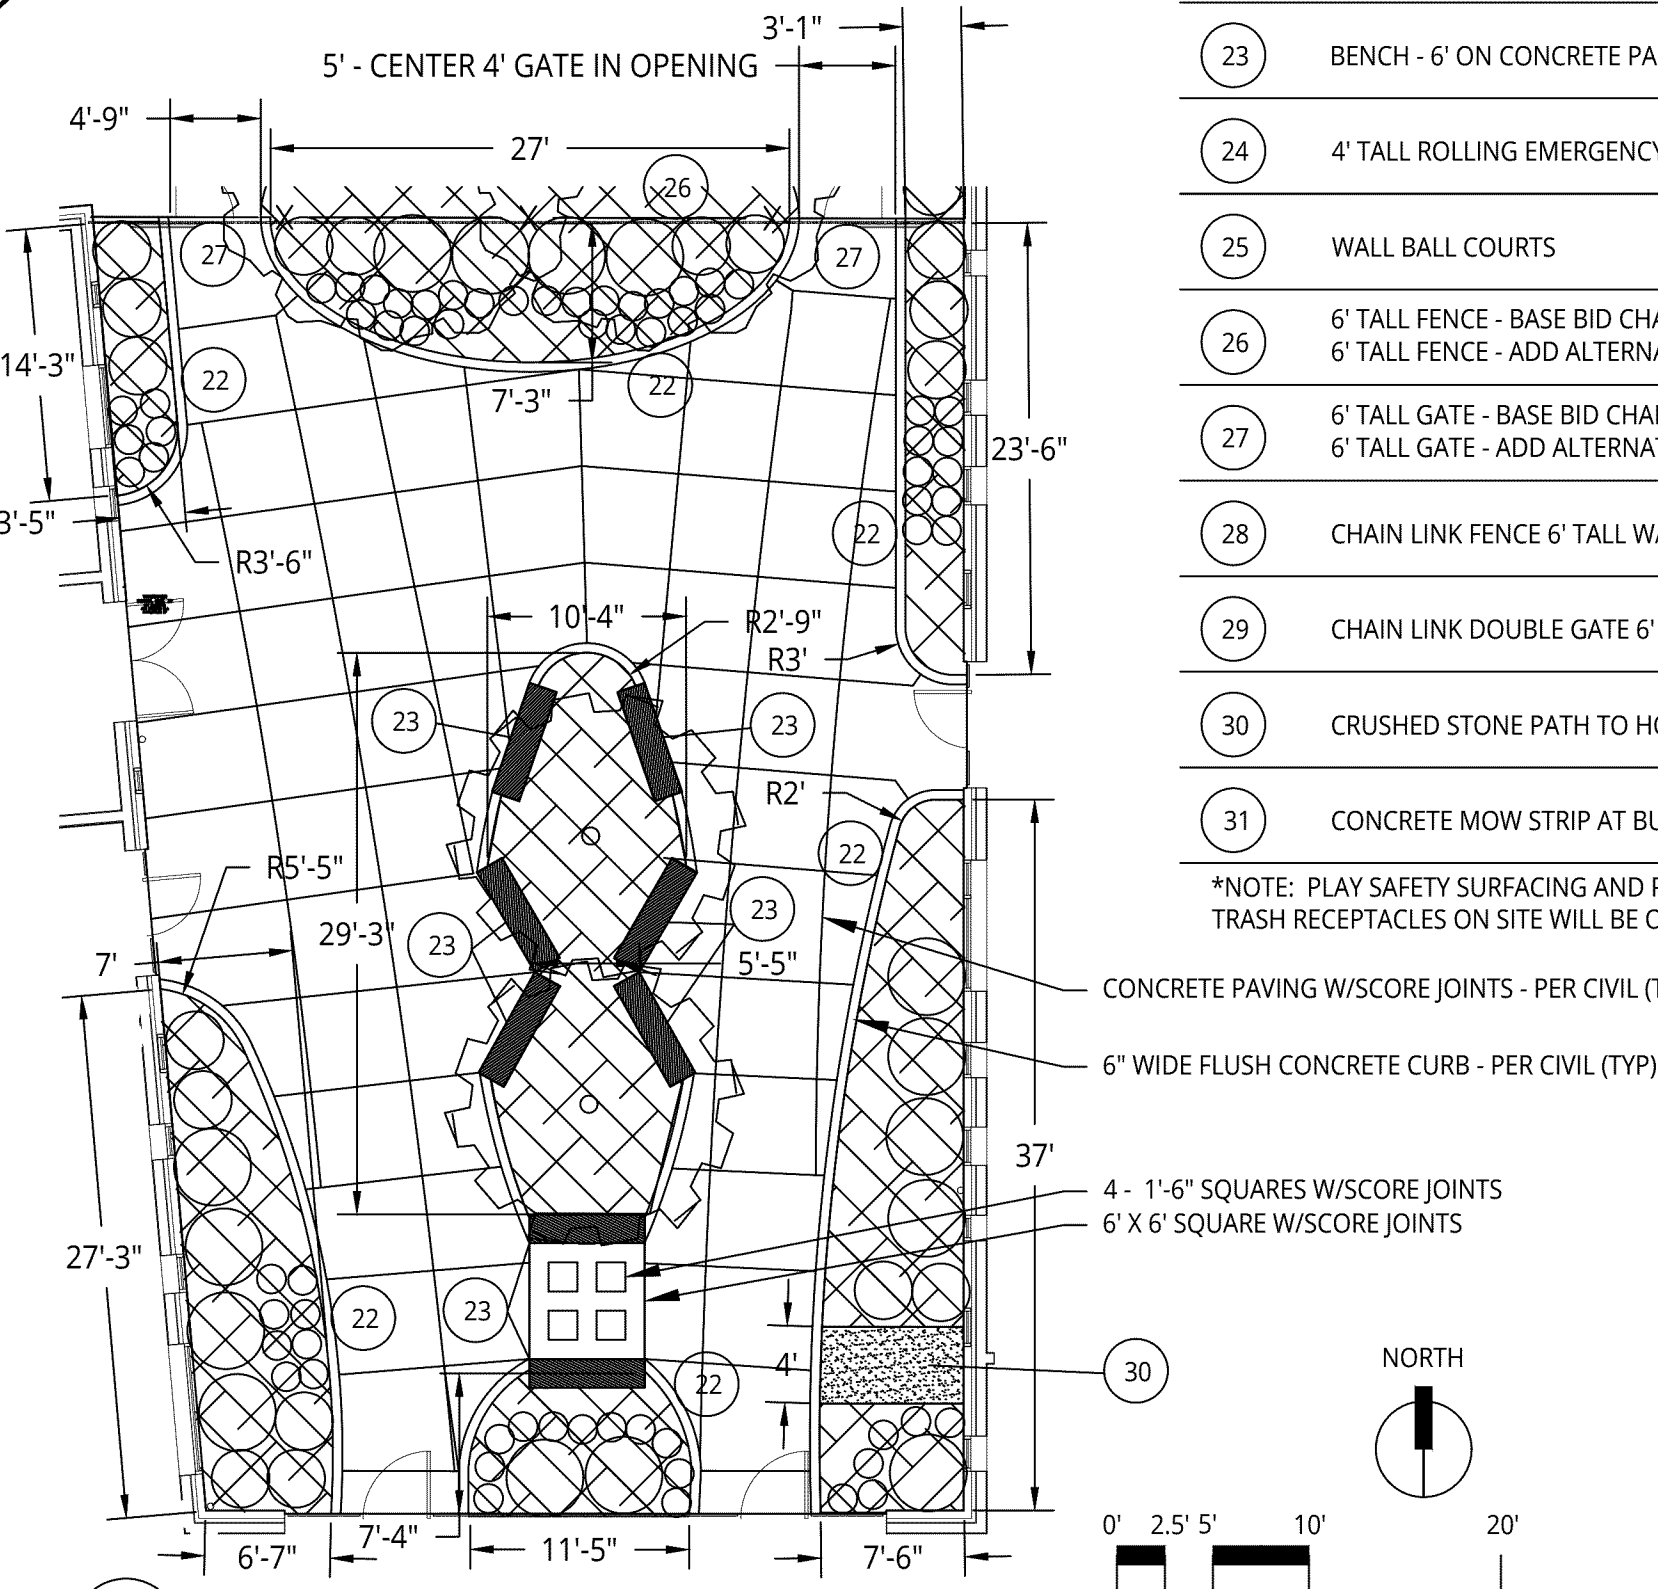 3'-1"
5' - CENTER 4' GATE IN OPENING
4'-9"
27'
26
27
27
14'-3"
22
7'-3"
22
23'-6"
3'-5"
R3'-6"
22
10'-4"
R2'-9"
R3'
23
23
R2'
22
R5'-5"
29'-3"
23
23
7'
5'-5"
CONCRETE PAVING W/SCORE JOINTS - PER CIVIL
6" WIDE FLUSH CONCRETE CURB - PER CIVIL (TYP)
37'
4 - 1'-6" SQUARES W/SCORE JOINTS
6' X 6' SQUARE W/SCORE JOINTS
27'-3"
22
23
4'
22
30
7'-4"
6'-7"
11'-5"
7'-6"
NORTH
0' 2.5' 5' 10' 20'
23 BENCH - 6' ON CONCRETE
24 4' TALL ROLLING EMERGENCY
25 WALL BALL COURTS
26 6' TALL FENCE - BASE BID
6' TALL FENCE - ADD
27 6' TALL GATE - BASE BID
6' TALL GATE - ADD
28 CHAIN LINK FENCE 6' TALL
29 CHAIN LINK DOUBLE GATE 6'
30 CRUSHED STONE PATH TO
31 CONCRETE MOW STRIP AT
*NOTE: PLAY SAFETY SURFACING AND
TRASH RECEPTACLES ON SITE WILL BE